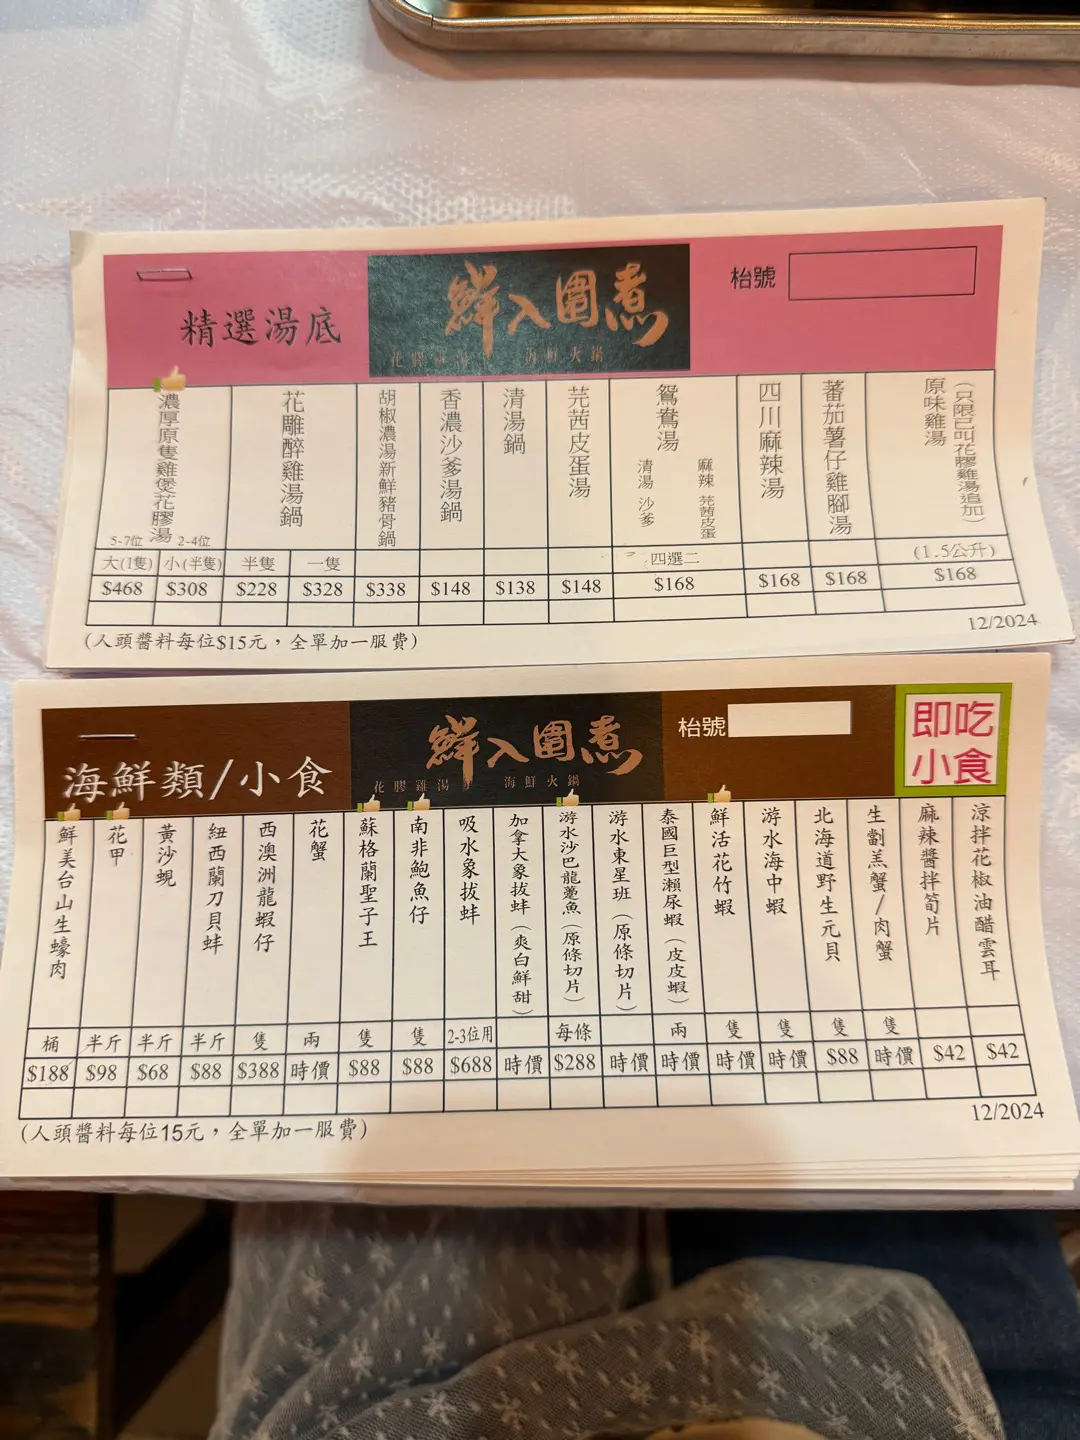 精選湯底
鮮入圍煮
花膠雞湯
海鮮火鍋
枱號
濃厚原隻雞煲花膠湯
5-7位
2-4位
花雕醉雞湯鍋
胡椒濃湯新鮮豬骨鍋
香濃沙爹湯鍋
清湯鍋
芫茜皮蛋湯
鴛鴦湯
麻辣 芫茜皮蛋
清湯 沙爹
四川麻辣湯
蕃茄薯仔雞腳湯
(只限已叫花膠雞湯追加)
原味雞湯
大(1隻) 小(半隻) 半隻 一隻 四選二 (1.5公升)
$468 $308 $228 $328 $338 $148 $138 $148 $168 $168 $168 $168
(人頭醬料每位$15元，全單加一服費)
12/2024
海鮮類/小食
鮮入圍煮
花膠雞湯
海鮮火鍋
枱號
即吃
小食
鮮美台山生蠔肉
花甲
黃沙蜆
紐西蘭刀貝蚌
西澳洲龍蝦仔
花蟹
蘇格蘭聖子王
南非鮑魚仔
吸水象拔蚌
加拿大象拔蚌(爽白鮮甜)
游水沙巴龍躉魚(原條切片)
游水東星班(原條切片)
泰國巨型瀨尿蝦(皮皮蝦)
鮮活花竹蝦
游水海中蝦
北海道野生元貝
生劏羔蟹/肉蟹
麻辣醬拌筍片
涼拌花椒油醋雲耳
桶 半斤 半斤 半斤 隻 兩 隻 隻 2-3位用 每條 兩 隻 隻 隻 隻
$188 $98 $68 $88 $388 時價 $88 $88 $688 時價 $288 時價 時價 時價 時價 $88 時價 $42 $42
(人頭醬料每位15元，全單加一服費)
12/2024